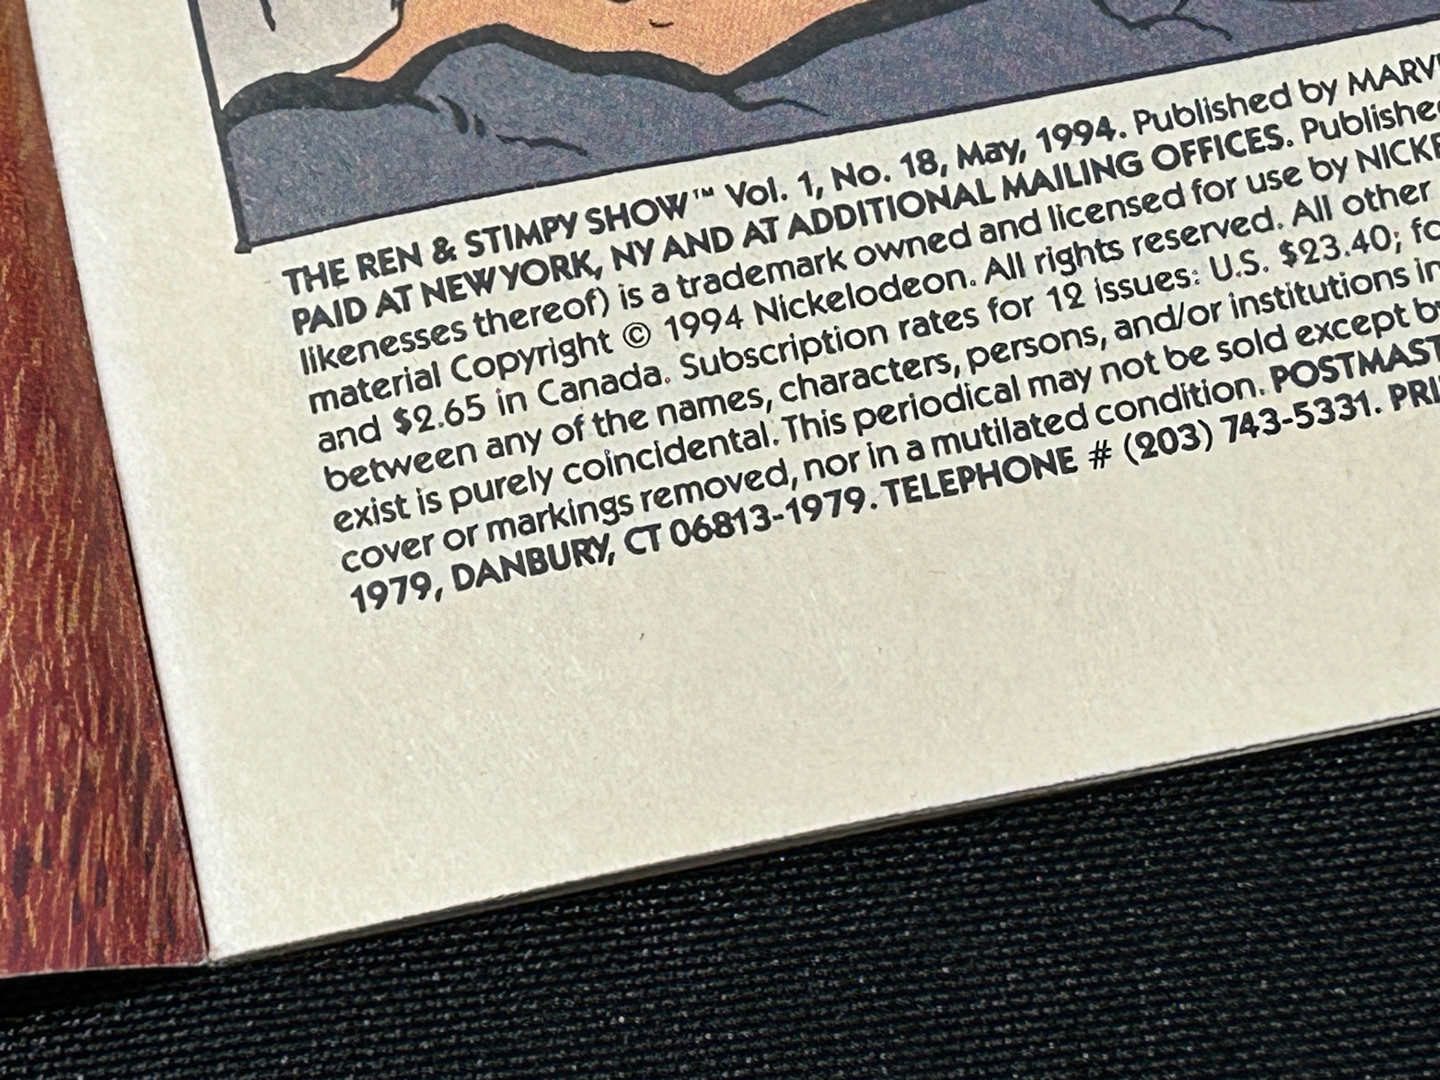 THE REN & STIMPY SHOW™ Vol. 1, No. 18, May, 1994. Published by
PAID AT NEW YORK, NY AND AT ADDITIONAL MAILING OFFICES.
likenesses thereof) is a trademark owned and licensed for use by
material Copyright © 1994 Nickelodeon. All rights reserved. All other
and $2.65 in Canada. Subscription rates for 12 issues: U.S. $23.40;
between any of the names, characters, persons, and/or institutions in
exist is purely coincidental. This periodical may not be sold except
cover or markings removed, nor in a mutilated condition.
1979, DANBURY, CT 06813-1979. TELEPHONE # (203) 743-5331.